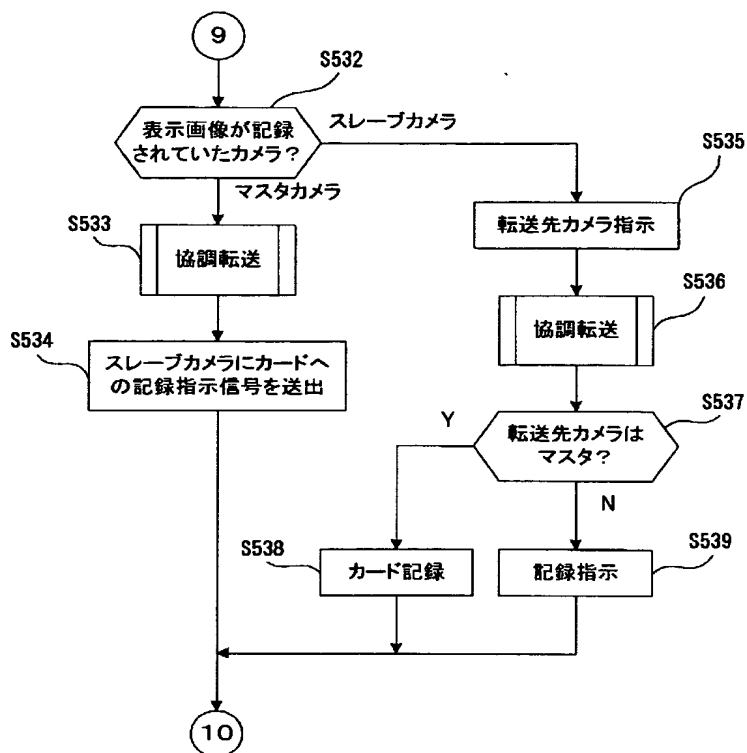 9
S532
表示画像が記録
されていたカメラ?
スレーブカメラ
マスタカメラ
S533
協調転送
S534
スレーブカメラにカードへ
の記録指示信号を送出
S535
転送先カメラ指示
S536
協調転送
S537
転送先カメラは
マスタ?
Y
N
S538
カード記録
S539
記録指示
10